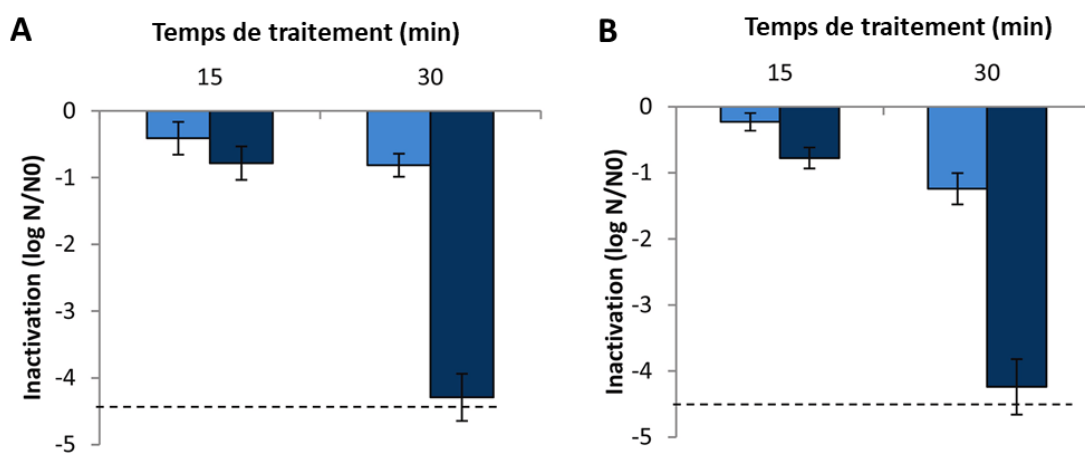 A
Temps de traitement (min)
15
30
0
-1
-2
-3
-4
-5
Inactivation (log N/N0)
B
Temps de traitement (min)
15
30
0
-1
-2
-3
-4
-5
Inactivation (log N/N0)